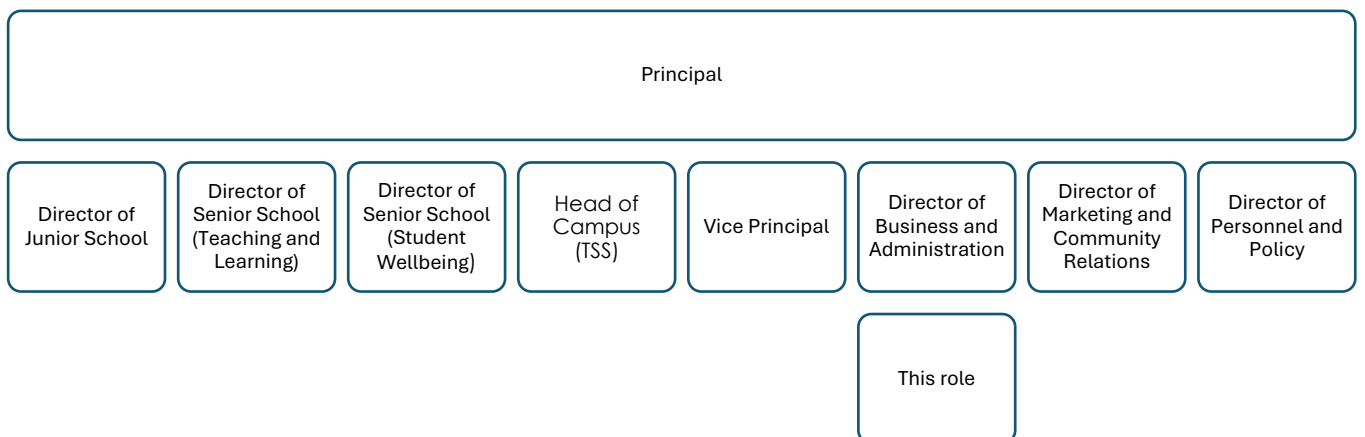 Principal
Director of
Junior School
Director of
Senior School
(Teaching and
Learning)
Director of
Senior School
(Student
Wellbeing)
Head of
Campus
(TSS)
Vice Principal
Director of
Business and
Administration
Director of
Marketing and
Community
Relations
Director of
Personnel and
Policy
This role